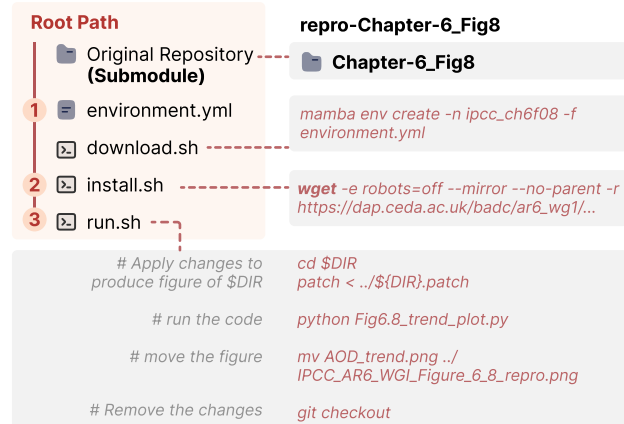 Root Path
repro-Chapter-6_Fig8
Original Repository
(Submodule)
Chapter-6_Fig8
1
environment.yml
mamba env create -n ipcc_ch6f08 -f
environment.yml
download.sh
2
install.sh
wget -e robots=off --mirror --no-parent -r
https://dap.ceda.ac.uk/badc/ar6_wg1/...
3
run.sh
# Apply changes to
produce figure of $DIR
cd $DIR
patch < ../${DIR}.patch
# run the code
python Fig6.8_trend_plot.py
# move the figure
mv AOD_trend.png ../
IPCC_AR6_WGI_Figure_6_8_repro.png
# Remove the changes
git checkout